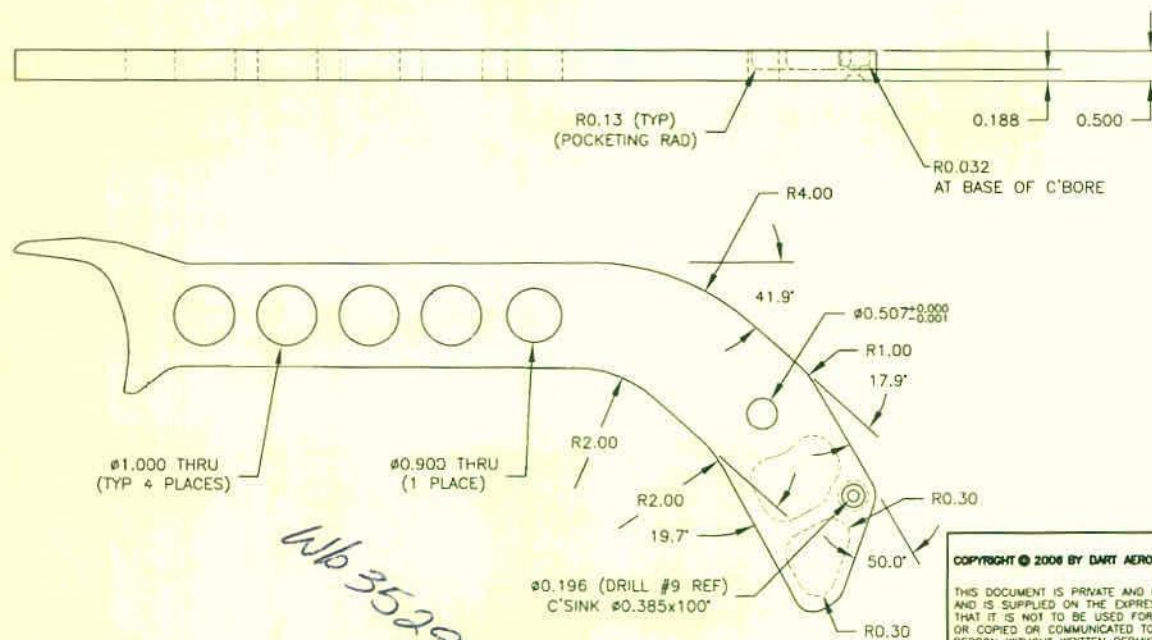 R0.13 (TYP)
(POCKETING RAD)
0.188
0.500
R0.032
AT BASE OF C'BORE
R4.00
41.9°
ø0.507+0.000
-0.001
R1.00
17.9°
R2.00
ø1.000 THRU
(TYP 4 PLACES)
ø0.900 THRU
(1 PLACE)
R2.00
19.7°
R0.30
50.0°
ø0.196 (DRILL #9 REF)
C'SINK ø0.385x100°
R0.30
COPYRIGHT © 2006 BY DART AERO
THIS DOCUMENT IS PRIVATE AND
AND IS SUPPLIED ON THE EXPRES
THAT IT IS NOT TO BE USED FOR
OR COPIED OR COMMUNICATED TO